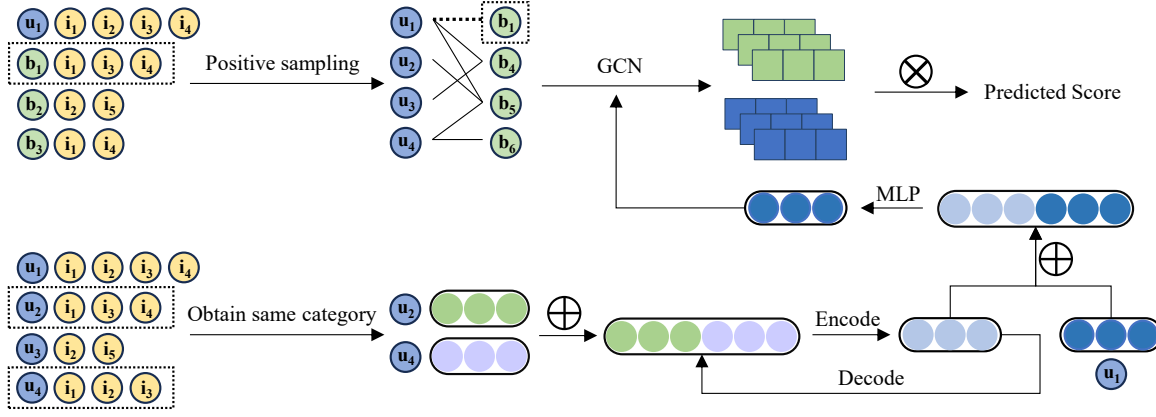 u1 i1 i2 i3 i4
b1 i1 i3 i4
b2 i2 i5
b3 i1 i4
Positive sampling
u1 b1
u2 b4
u3 b5
u4 b6
GCN
Predicted Score
MLP
u1 i1 i2 i3 i4
u2 i1 i3 i4
u3 i2 i5
u4 i1 i2 i3
Obtain same category
u2
u4
Encode
Decode
u1